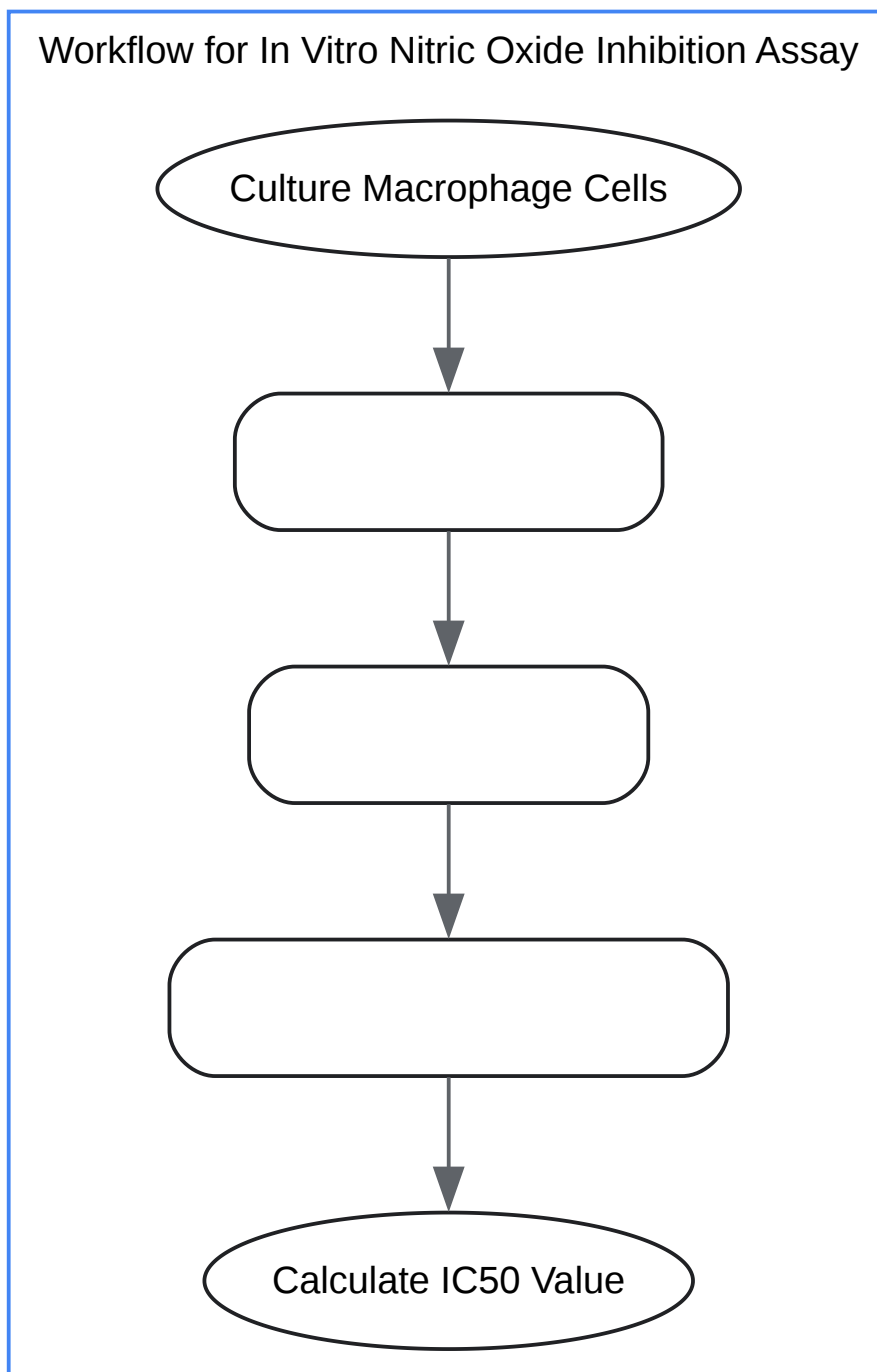 Workflow for In Vitro Nitric Oxide Inhibition Assay
Culture Macrophage Cells
Calculate IC50 Value